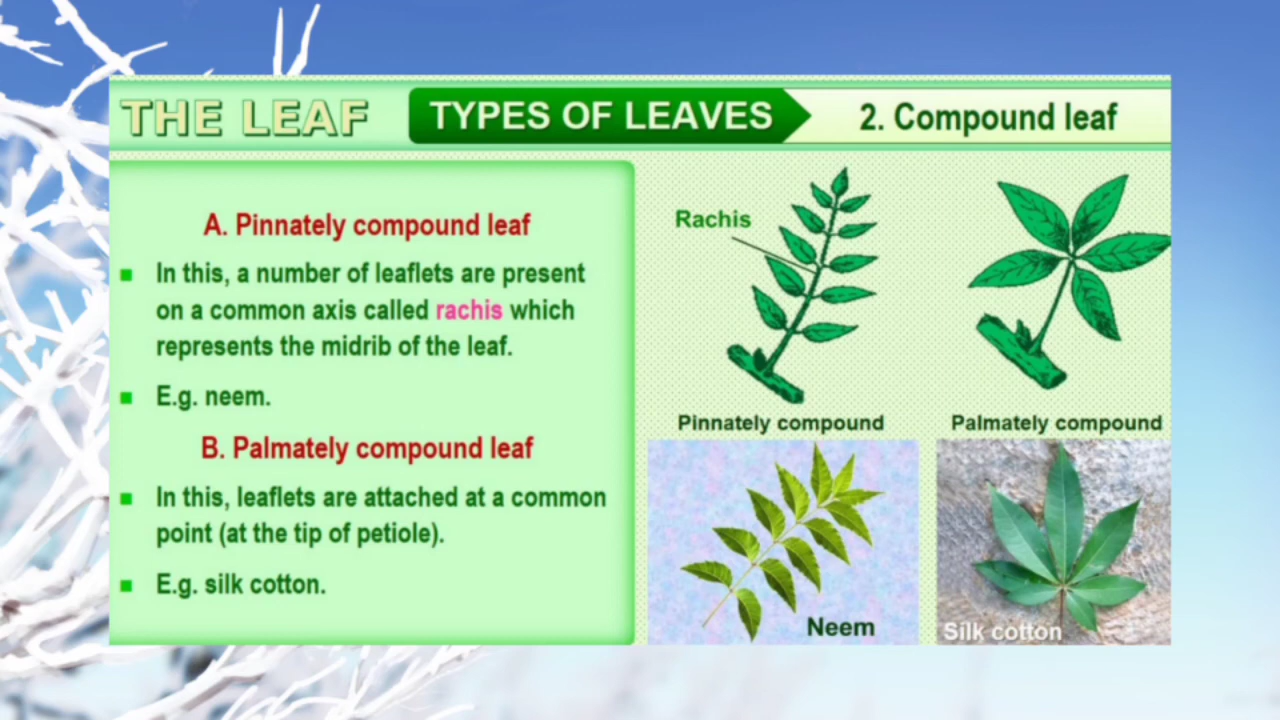 THE LEAF
TYPES OF LEAVES
2. Compound leaf
A. Pinnately compound leaf
In this, a number of leaflets are present
on a common axis called rachis which
represents the midrib of the leaf.
E.g. neem.
B. Palmately compound leaf
In this, leaflets are attached at a common
point (at the tip of petiole).
E.g. silk cotton.
Rachis
Pinnately compound
Palmately compound
Neem
Silk cotton